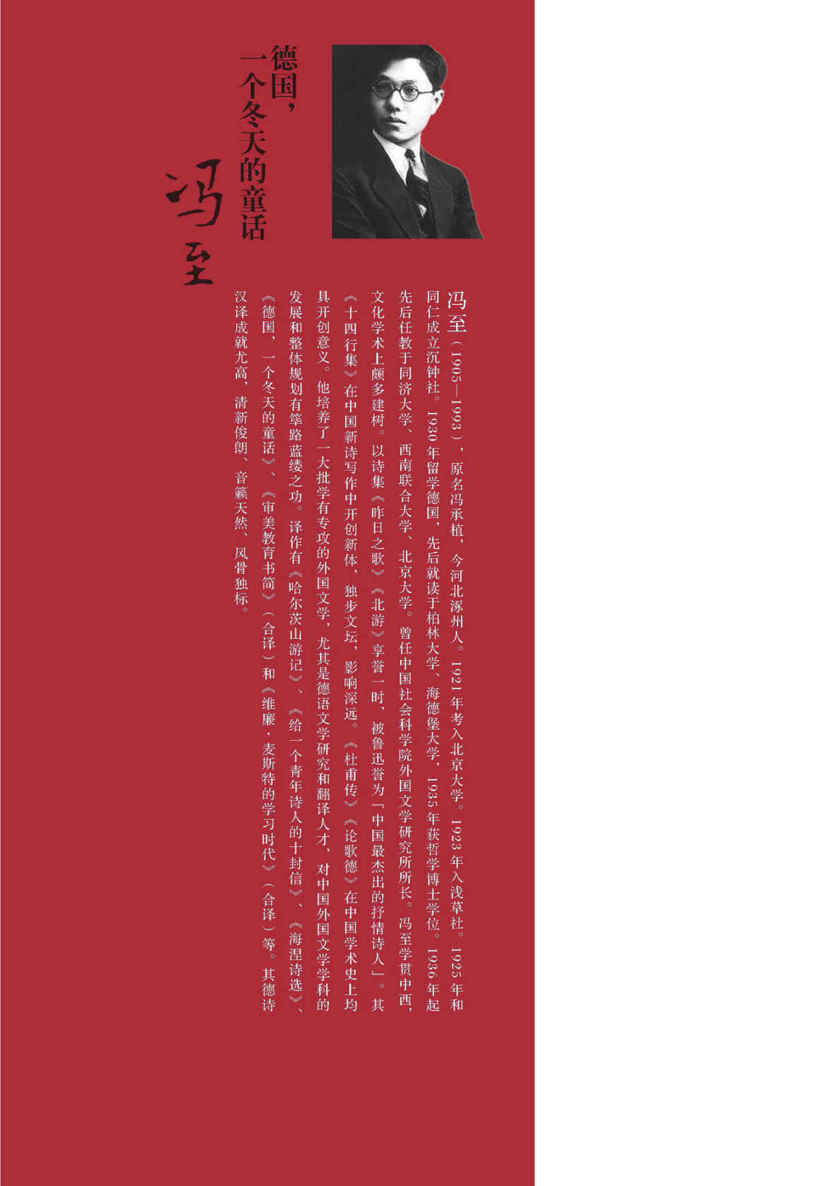 德国，
一个冬天的童话
冯至
冯至（1905—1993），原名冯承植，今河北涿州人。1921年考入北京大学。1923年入浅草社。1925年和
同仁成立沉钟社。1930年留学德国，先后就读于柏林大学、海德堡大学，1935年获哲学博士学位。1936年起
先后任教于同济大学、西南联合大学、北京大学。曾任中国社会科学院外国文学研究所所长。冯至学贯中西，
文化学术上颇多建树。以诗集《昨日之歌》《北游》享誉一时，被鲁迅誉为「中国最杰出的抒情诗人」。其
《十四行集》在中国新诗写作中开创新体，独步文坛，影响深远。《杜甫传》《论歌德》在中国学术史上均
具开创意义。他培养了一大批学有专攻的外国文学，尤其是德语文学研究和翻译人才，对中国外国文学学科的
发展和整体规划有筚路蓝缕之功。译作有《哈尔茨山游记》、《给一个青年诗人的十封信》、《海涅诗选》、
《德国，一个冬天的童话》、《审美教育书简》（合译）和《维廉·麦斯特的学习时代》（合译）等。其德诗
汉译成就尤高，清新俊朗、音籁天然、风骨独标。